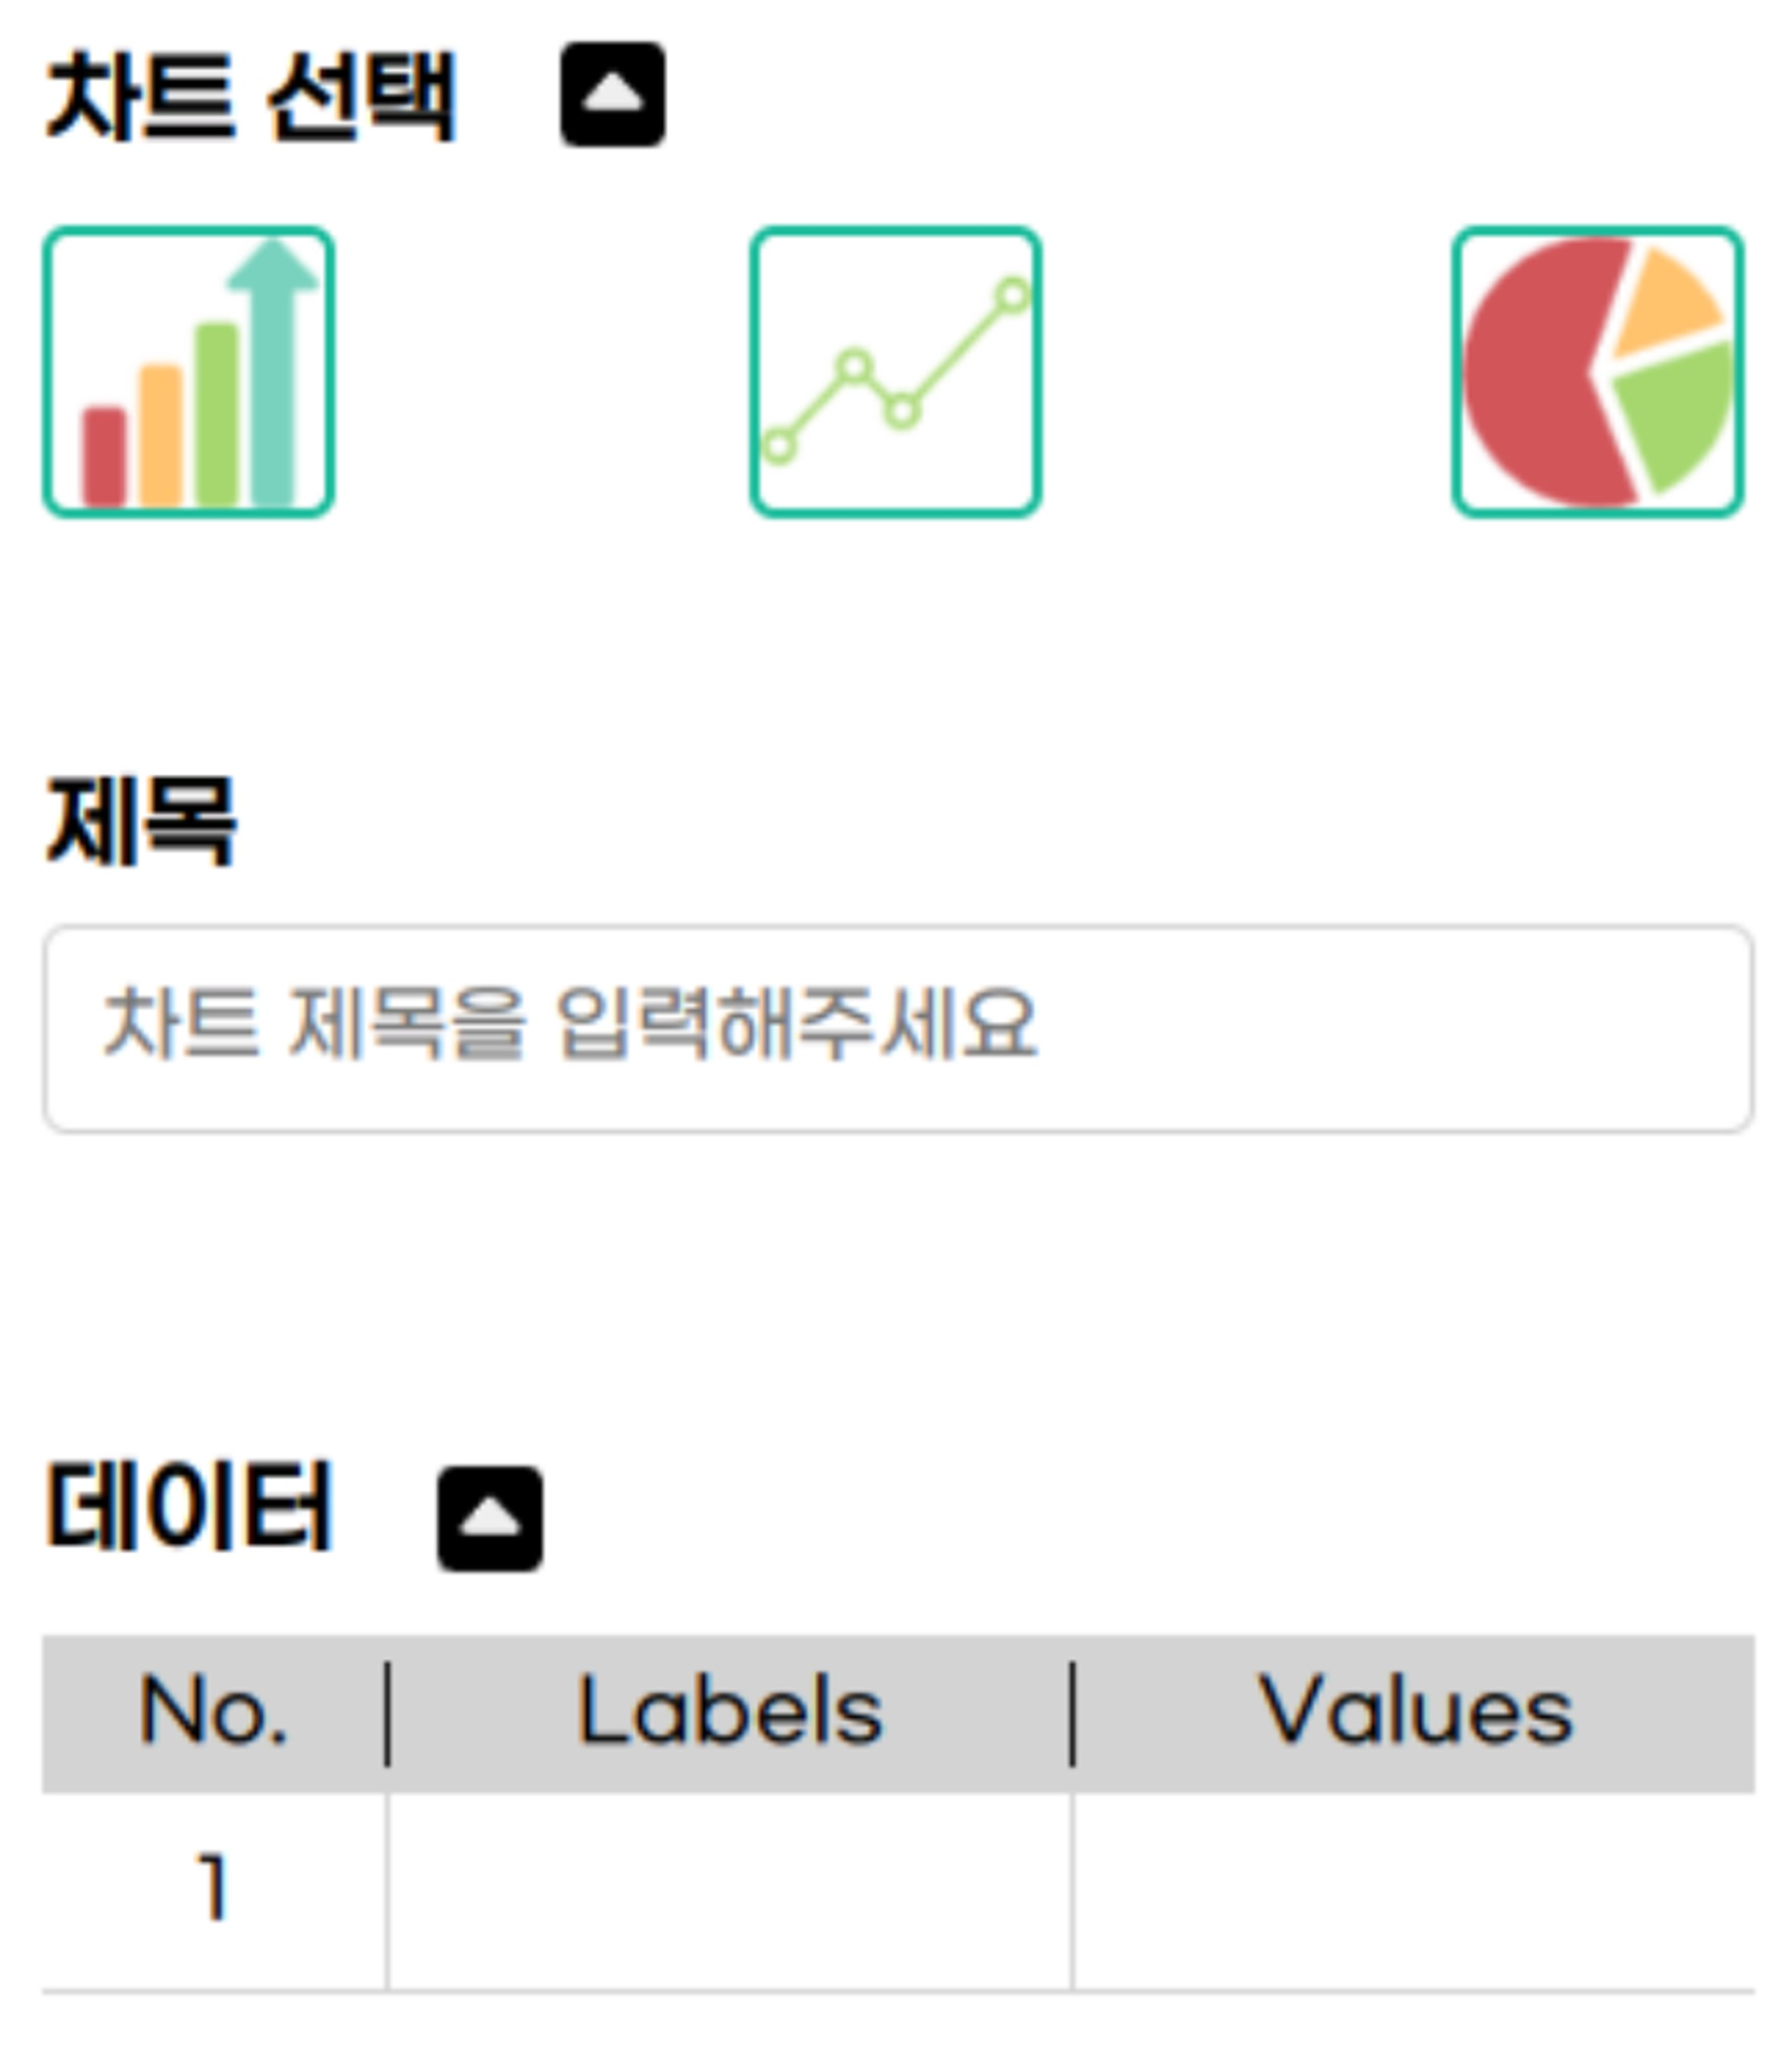 차트 선택
제목
차트 제목을 입력해주세요
데이터
No. Labels Values
1